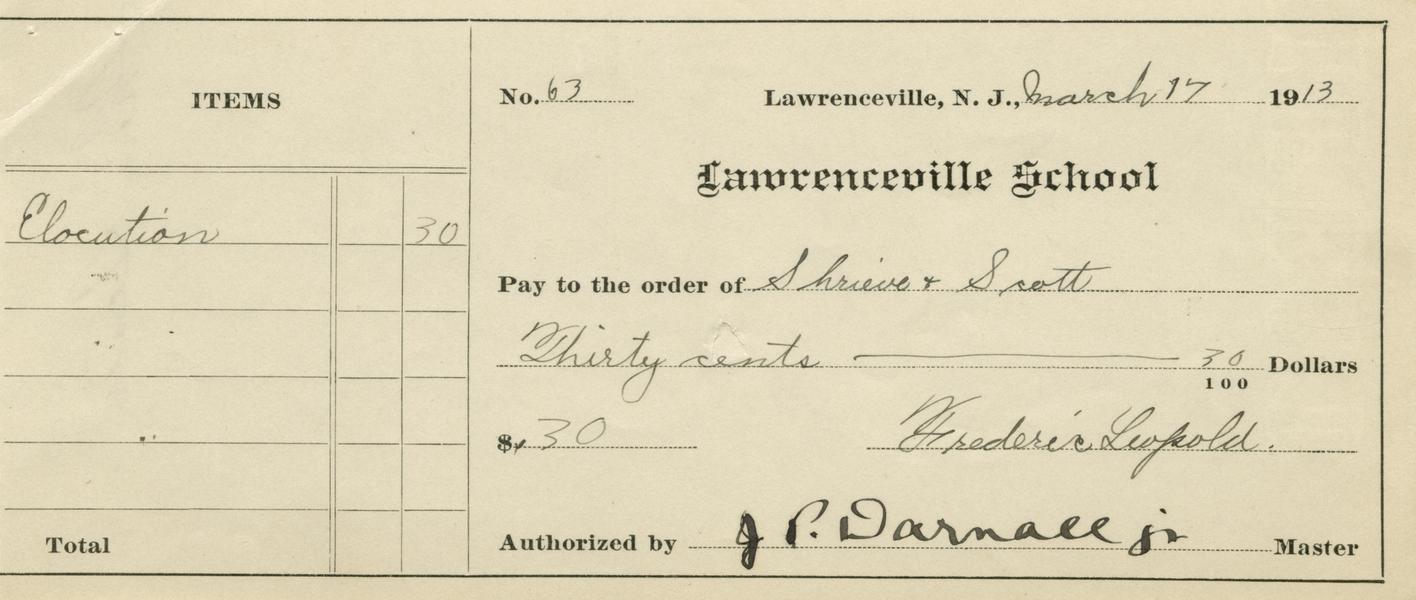 ITEMS
Elocution 30
Total
No. 63 Lawrenceville, N. J., March 17 1913
Lawrenceville School
Pay to the order of Shrieve & Scott
Thirty cents 30/100 Dollars
$. 30
Frederic Leopold.
Authorized by J P. Darnall jr Master